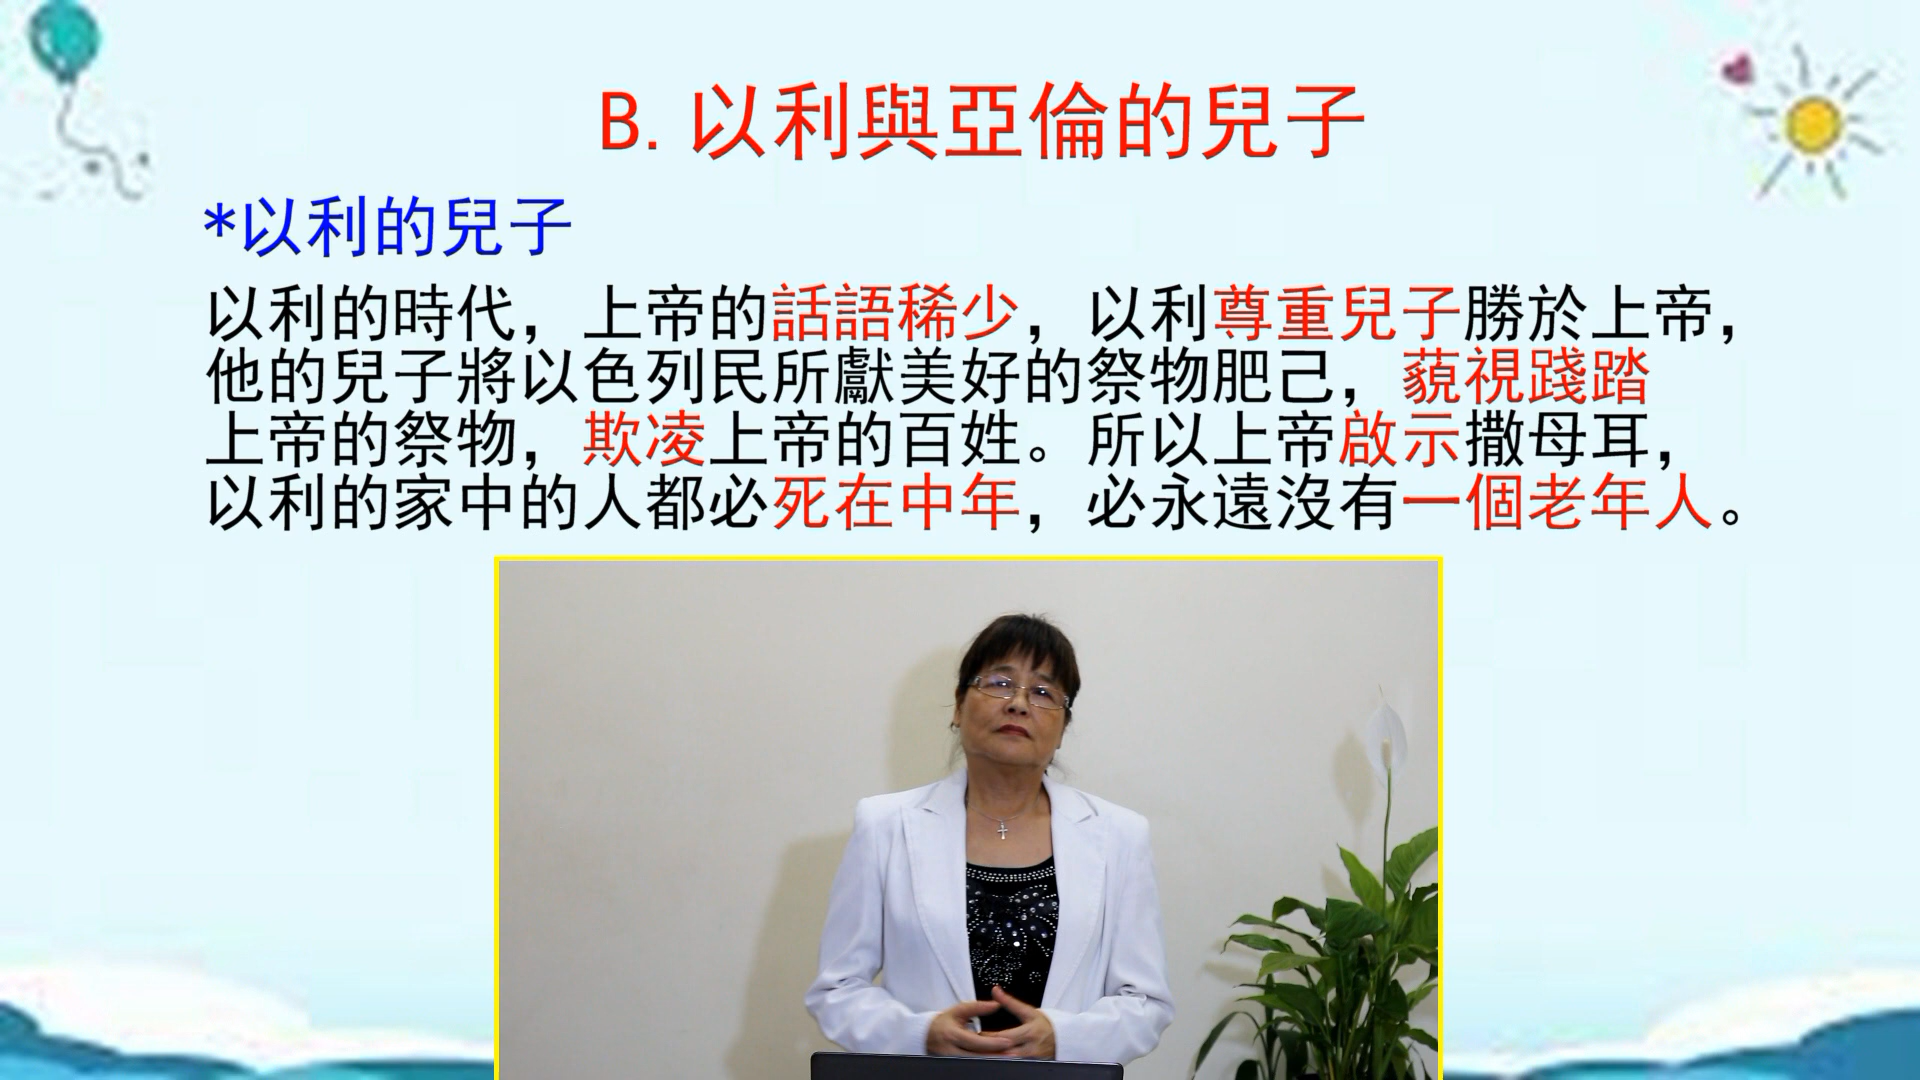 B. 以利與亞倫的兒子
*以利的兒子
以利的時代，上帝的話語稀少，以利尊重兒子勝於上帝，
他的兒子將以色列民所獻美好的祭物肥己，藐視踐踏
上帝的祭物，欺凌上帝的百姓。所以上帝啟示撒母耳，
以利的家中的人都必死在中年，必永遠沒有一個老年人。